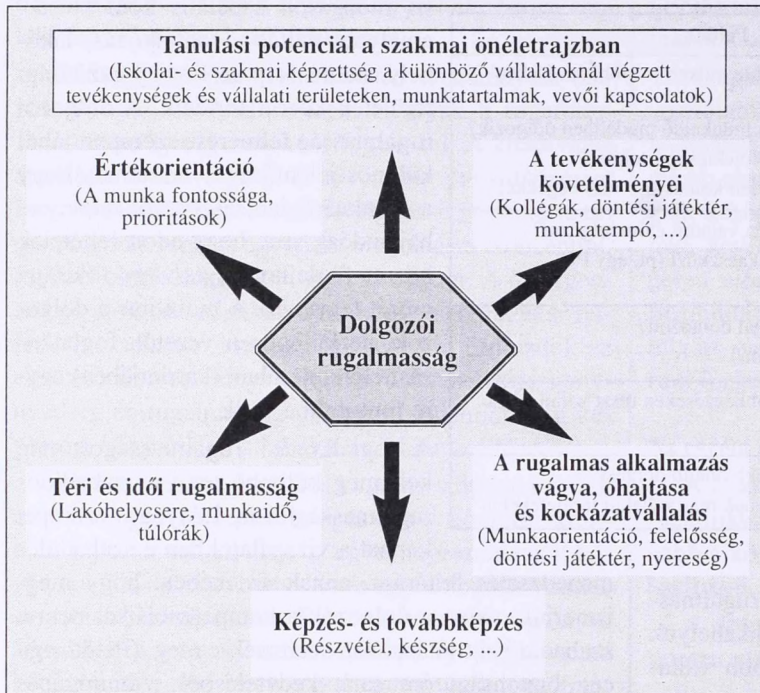 Tanulási potenciál a szakmai önéletrajzban
(Iskolai- és szakmai képzettség a különböző vállalatoknál végzett
tevékenységek és vállalati területeken, munkatartalmak, vevői kapcsolatok)
Értékorientáció
(A munka fontossága,
prioritások)
A tevékenységek
követelményei
(Kollégák, döntési játéktér,
munkatempó, ...)
Dolgozói
rugalmasság
Téri és idői rugalmasság
(Lakóhelycsere, munkaidő,
túlórák)
A rugalmas alkalmazás
vágya, óhajtása
és kockázatvállalás
(Munkaorientáció, felelősség,
döntési játéktér, nyereség)
Képzés- és továbbképzés
(Részvétel, készség, ...)